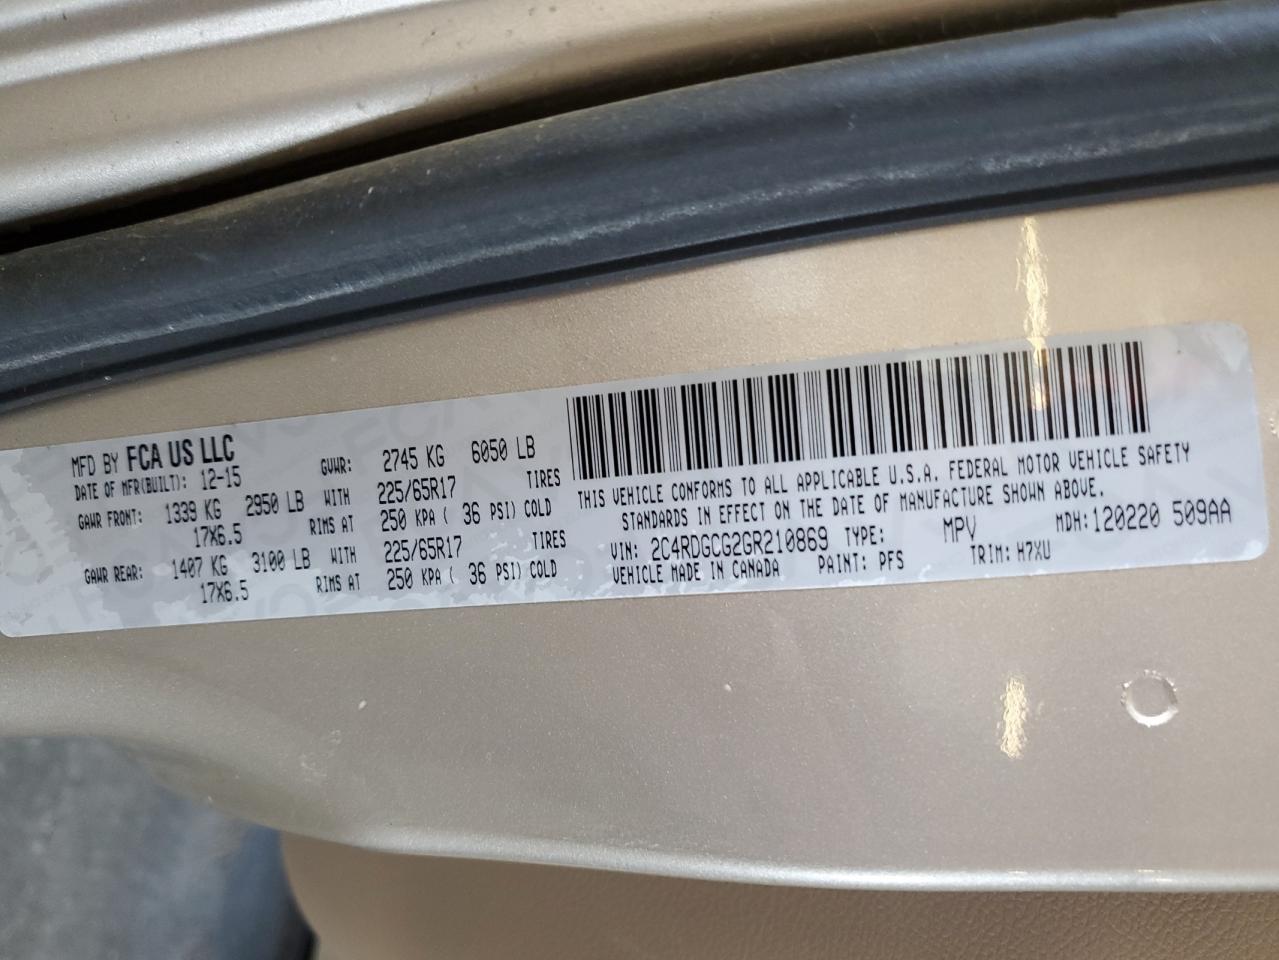 MFD BY FCA US LLC
DATE OF MFR(BUILT): 12-15 GVWR: 2745 KG 6050 LB
GAWR FRONT: 1339 KG 2950 LB WITH 225/65R17 TIRES
17X6.5 RIMS AT 250 KPA ( 36 PSI) COLD
GAWR REAR: 1407 KG 3100 LB WITH 225/65R17 TIRES
17X6.5 RIMS AT 250 KPA ( 36 PSI) COLD
THIS VEHICLE CONFORMS TO ALL APPLICABLE U.S.A. FEDERAL MOTOR VEHICLE SAFETY
STANDARDS IN EFFECT ON THE DATE OF MANUFACTURE SHOWN ABOVE.
VIN: 2C4RDGCG2GR210869 TYPE: MPV MDH:120220 509AA
VEHICLE MADE IN CANADA PAINT: PFS TRIM: H7XU